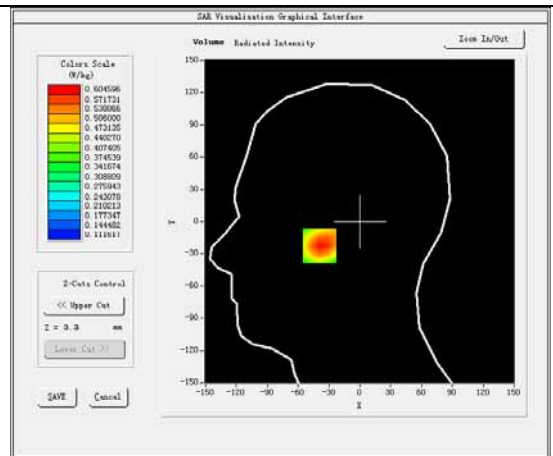 SAR Visualisation Graphical Interface
Volume Radiated Intensity
Zoom In/Out
Colors Scale
(W/kg)
0.604596
0.571731
0.538866
0.506000
0.473135
0.440270
0.407405
0.374539
0.341674
0.308809
0.275943
0.243078
0.210213
0.177347
0.144482
0.111617
Z-Cuts Control
<< Upper Cut
Z = 3.3 mm
Lower Cut >>
SAVE Cancel
150
120
90
60
30
0
-30
-60
-90
-120
-150
Y
-150 -120 -90 -60 -30 0 30 60 90 120 150
X